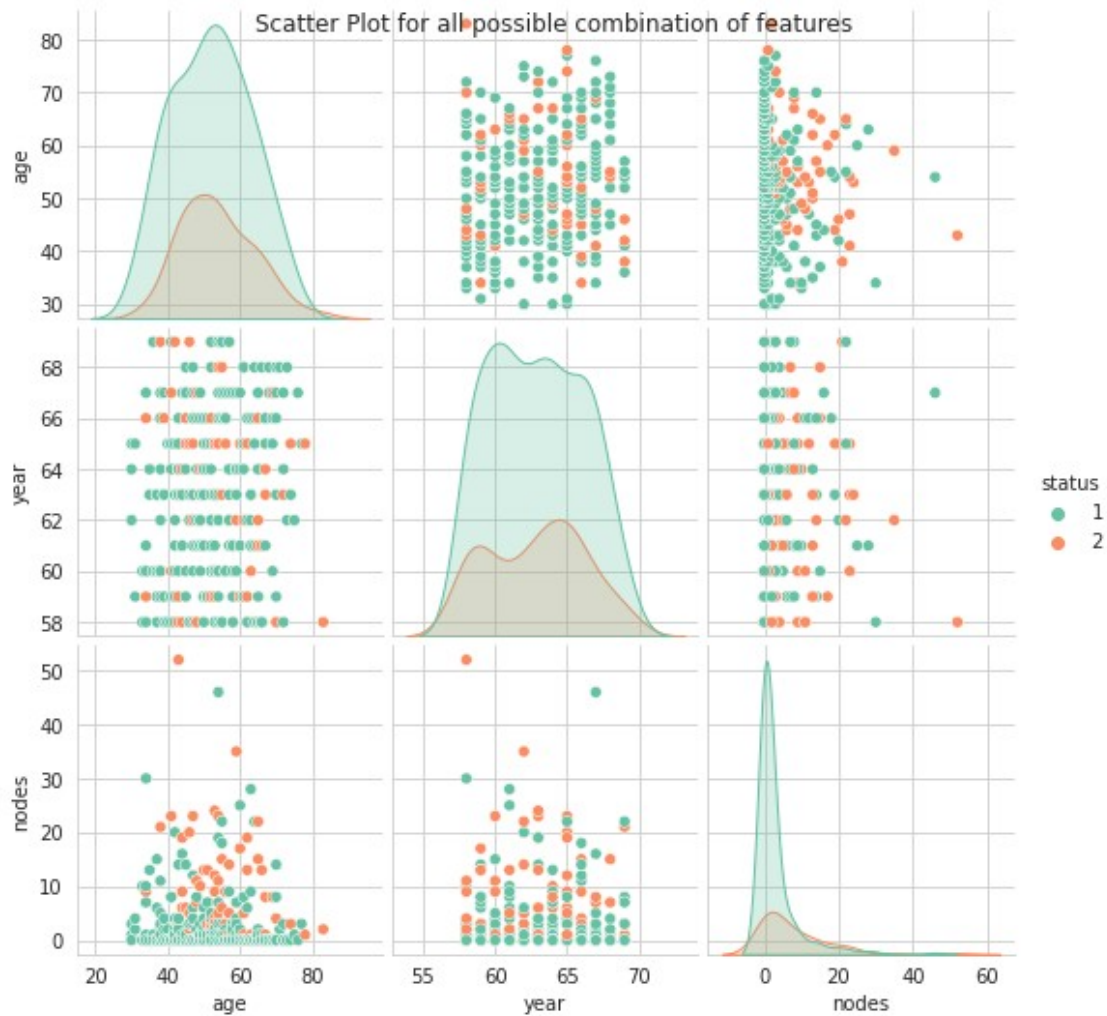 Scatter Plot for all possible combination of features
80
70
60
50
40
30
age
68
66
64
62
60
58
year
status
1
2
50
40
30
20
10
0
nodes
20 40 60 80
55 60 65 70
0 20 40 60
age
year
nodes